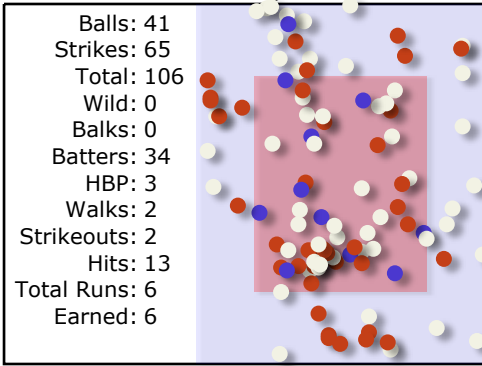 Balls: 41
Strikes: 65
Total: 106
Wild: 0
Balks: 0
Batters: 34
HBP: 3
Walks: 2
Strikeouts: 2
Hits: 13
Total Runs: 6
Earned: 6